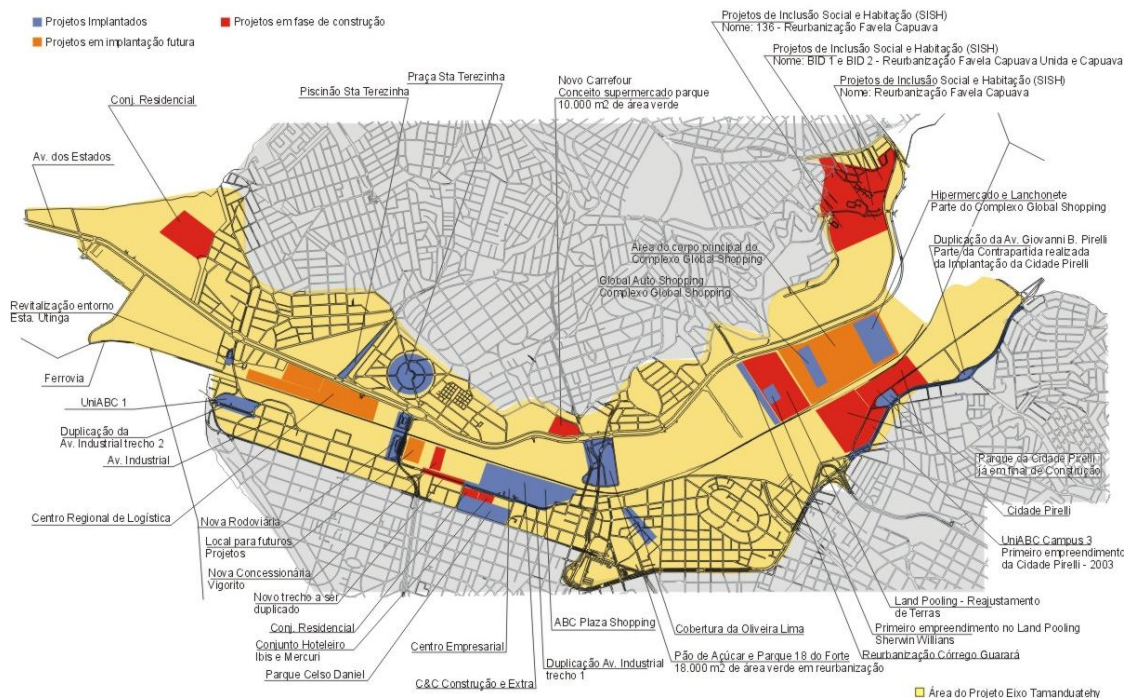 Projetos Implantados
Projetos em fase de construção
Projetos em implantação futura
Projetos de Inclusão Social e Habitação (SISH)
Nome: 136 - Reurbanização Favela Capuava
Projetos de Inclusão Social e Habitação (SISH)
Nome: BID 1 e BID 2 - Reurbanização Favela Capuava Unida e Capuava
Projetos de Inclusão Social e Habitação (SISH)
Nome: Reurbanização Favela Capuava
Praça Sta Terezinha
Piscinão Sta Terezinha
Novo Carrefour
Conceito supermercado parque
10.000 m2 de área verde
Conj. Residencial
Av. dos Estados
Hipermercado e Lanchonete
Parte do Complexo Global Shopping
Área do corpo principal do
Complexo Global Shopping
Duplicação da Av. Giovanni B. Pirelli
Parte da Contrapartida realizada
da Implantação da Cidade Pirelli
Global Auto Shopping
Complexo Global Shopping
Revitalização entorno
Esta. Utinga
Ferrovia
UniABC 1
Duplicação da
Av. Industrial trecho 2
Av. Industrial
Centro Regional de Logística
Nova Rodoviária
Local para futuros
Projetos
Nova Concessionária
Vigorito
Novo trecho a ser
duplicado
Conj. Residencial
Conjunto Hoteleiro
Ibis e Mercuri
Parque Celso Daniel
Centro Empresarial
C&C Construção e Extra
ABC Plaza Shopping
Duplicação Av. Industrial
trecho 1
Cobertura da Oliveira Lima
Pão de Açúcar e Parque 18 do Forte
18.000 m2 de área verde em reurbanização
Parque da Cidade Pirelli
já em final de Construção
Cidade Pirelli
UniABC Campus 3
Primeiro empreendimento
da Cidade Pirelli - 2003
Land Pooling - Reajustamento
de Terras
Primeiro empreendimento no Land Pooling
Sherwin Willians
Reurbanização Córrego Guarará
Área do Projeto Eixo Tamanduatehy